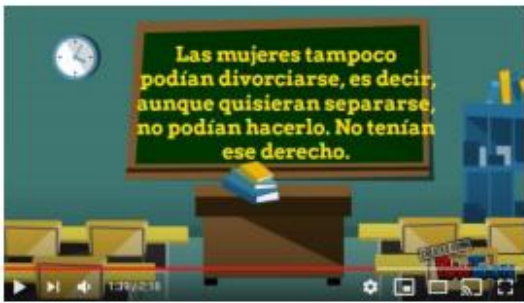 Las mujeres tampoco
podían divorciarse, es decir,
aunque quisieran separarse,
no podían hacerlo. No tenían
ese derecho.